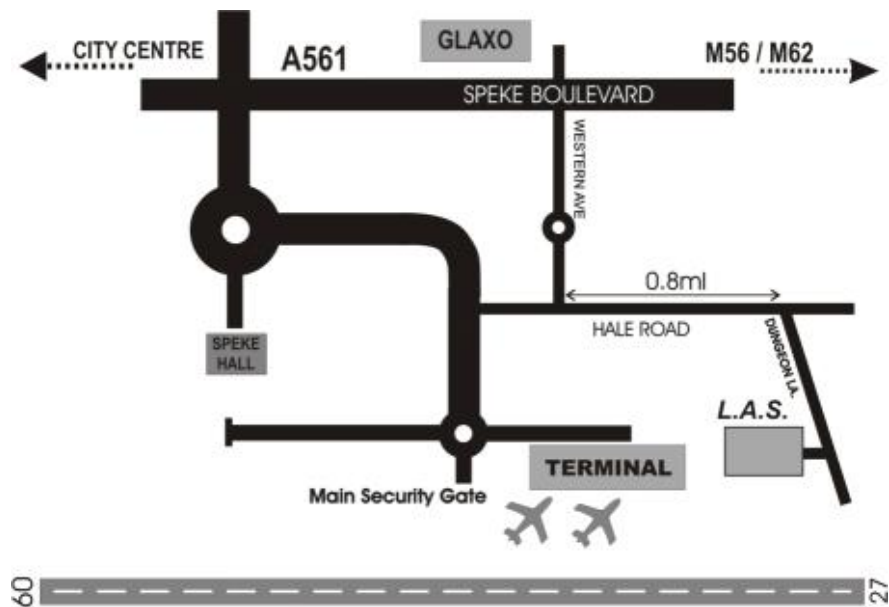 CITY CENTRE
A561
GLAXO
M56 / M62
SPEKE BOULEVARD
WESTERN AVE
0.8ml
HALE ROAD
SPEKE
HALL
DUNGEON LA.
L.A.S.
TERMINAL
Main Security Gate
09
27